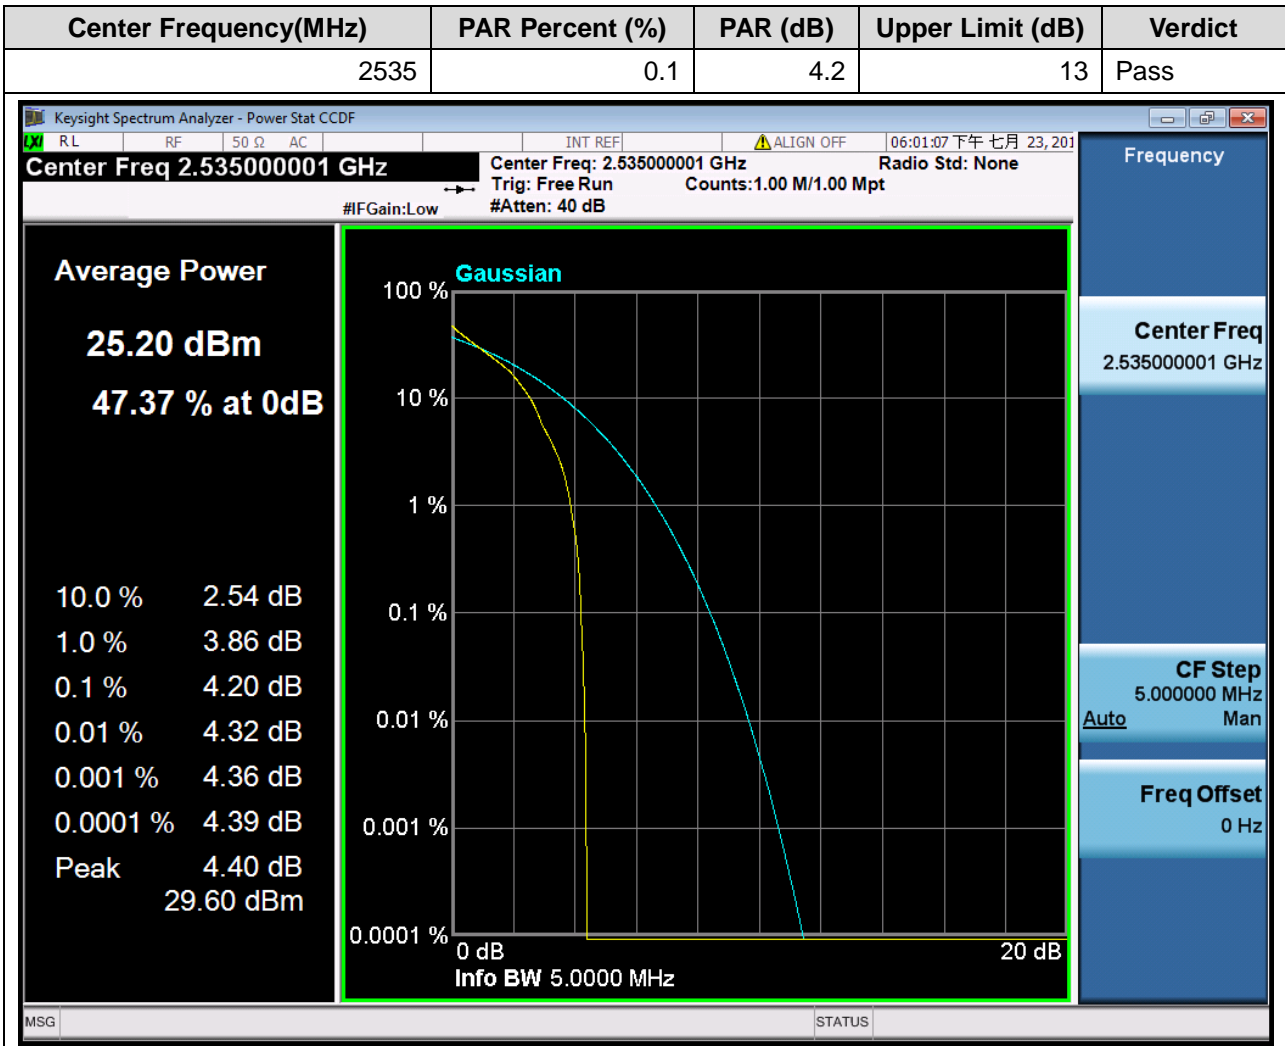 Center Frequency(MHz) PAR Percent (%) PAR (dB) Upper Limit (dB) Verdict
2535 0.1 4.2 13 Pass
Keysight Spectrum Analyzer - Power Stat CCDF
LXI RL RF 50 Ω AC INT REF ALIGN OFF 06:01:07 下午 七月 23, 201
Center Freq 2.535000001 GHz
Center Freq: 2.535000001 GHz Radio Std: None
Trig: Free Run Counts:1.00 M/1.00 Mpt
#IFGain:Low #Atten: 40 dB
Frequency
Average Power
25.20 dBm
47.37 % at 0dB
10.0 % 2.54 dB
1.0 % 3.86 dB
0.1 % 4.20 dB
0.01 % 4.32 dB
0.001 % 4.36 dB
0.0001 % 4.39 dB
Peak 4.40 dB
29.60 dBm
Gaussian
100 %
10 %
1 %
0.1 %
0.01 %
0.001 %
0.0001 %
0 dB 20 dB
Info BW 5.0000 MHz
Center Freq
2.535000001 GHz
CF Step
5.000000 MHz
Auto Man
Freq Offset
0 Hz
MSG STATUS